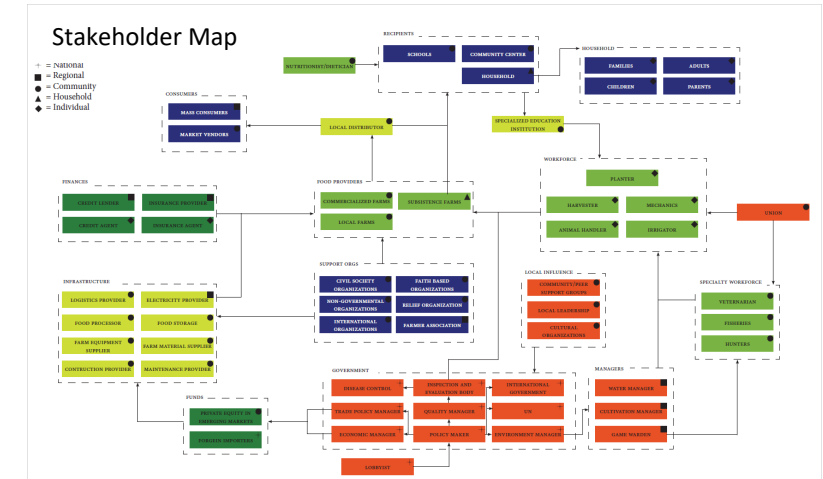 Stakeholder Map
+ = National
■ = Regional
● = Community
▲ = Household
◆ = Individual
RECIPIENTS
SCHOOLS
COMMUNITY CENTER
HOUSEHOLD
NUTRITIONIST/DIETICIAN
HOUSEHOLD
FAMILIES
ADULTS
CHILDREN
PARENTS
CONSUMERS
MASS CONSUMERS
MARKET VENDORS
LOCAL DISTRIBUTOR
SPECIALIZED EDUCATION
INSTITUTION
WORKFORCE
PLANTER
HARVESTER
MECHANICS
ANIMAL HANDLER
IRRIGATOR
UNION
FINANCES
CREDIT LENDER
INSURANCE PROVIDER
CREDIT AGENT
INSURANCE AGENT
FOOD PROVIDERS
COMMERCIALIZED FARMS
SUBSISTENCE FARMS
LOCAL FARMS
SUPPORT ORGS
CIVIL SOCIETY
ORGANIZATIONS
FAITH BASED
ORGANIZATIONS
NON-GOVERNMENTAL
ORGANIZATIONS
RELIEF ORGANIZATION
INTERNATIONAL
ORGANIZATIONS
FARMER ASSOCIATION
INFRASTRUCTURE
LOGISTICS PROVIDER
ELECTRICITY PROVIDER
FOOD PROCESSOR
FOOD STORAGE
FARM EQUIPMENT
SUPPLIER
FARM MATERIAL SUPPLIER
CONTRUCTION PROVIDER
MAINTENANCE PROVIDER
LOCAL INFLUENCE
COMMUNITY/PEER
SUPPORT GROUPS
LOCAL LEADERSHIP
CULTURAL
ORGANIZATIONS
SPECIALTY WORKFORCE
VETERNARIAN
FISHERIES
HUNTERS
GOVERNMENT
DISEASE CONTROL
INSPECTION AND
EVALUATION BODY
INTERNATIONAL
GOVERNMENT
TRADE POLICY MANAGER
QUALITY MANAGER
ECONOMIC MANAGER
POLICY MAKER
ENVIRONMENT MANAGER
LOBBYIST
MANAGERS
WATER MANAGER
CULTIVATION MANAGER
GAME WARDEN
FUNDS
PRIVATE EQUITY IN
EMERGING MARKETS
FOREIGN IMPORTERS